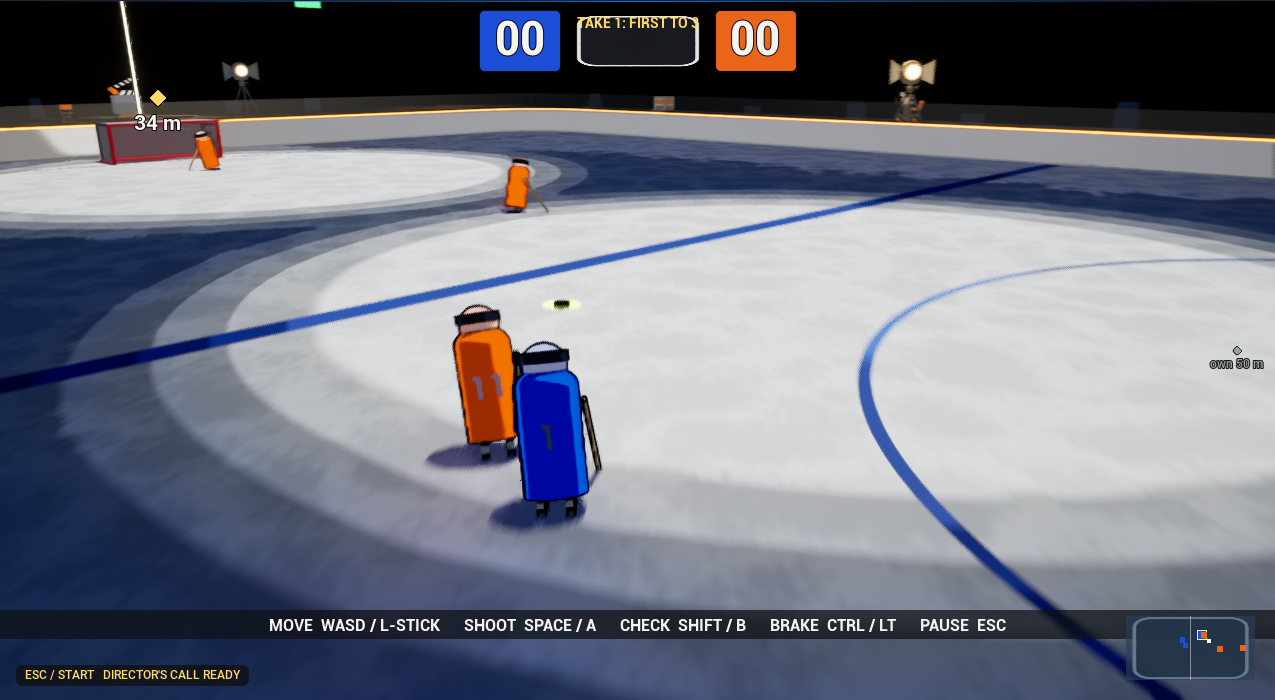 00
TAKE 1: FIRST TO 3
00
34 m
11
1
own 50 m
MOVE WASD / L-STICK SHOOT SPACE / A CHECK SHIFT / B BRAKE CTRL / LT PAUSE ESC
ESC / START DIRECTOR'S CALL READY